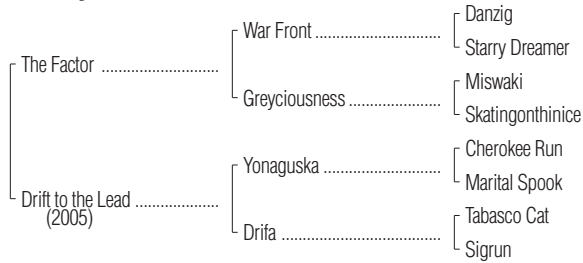 Danzig
War Front ................................
Starry Dreamer
The Factor ..............................
Miswaki
Greyciousness .......................
Skatingonthinice
Cherokee Run
Yonaguska .............................
Marital Spook
Drift to the Lead .....................
(2005)
Tabasco Cat
Drifa ........................................
Sigrun